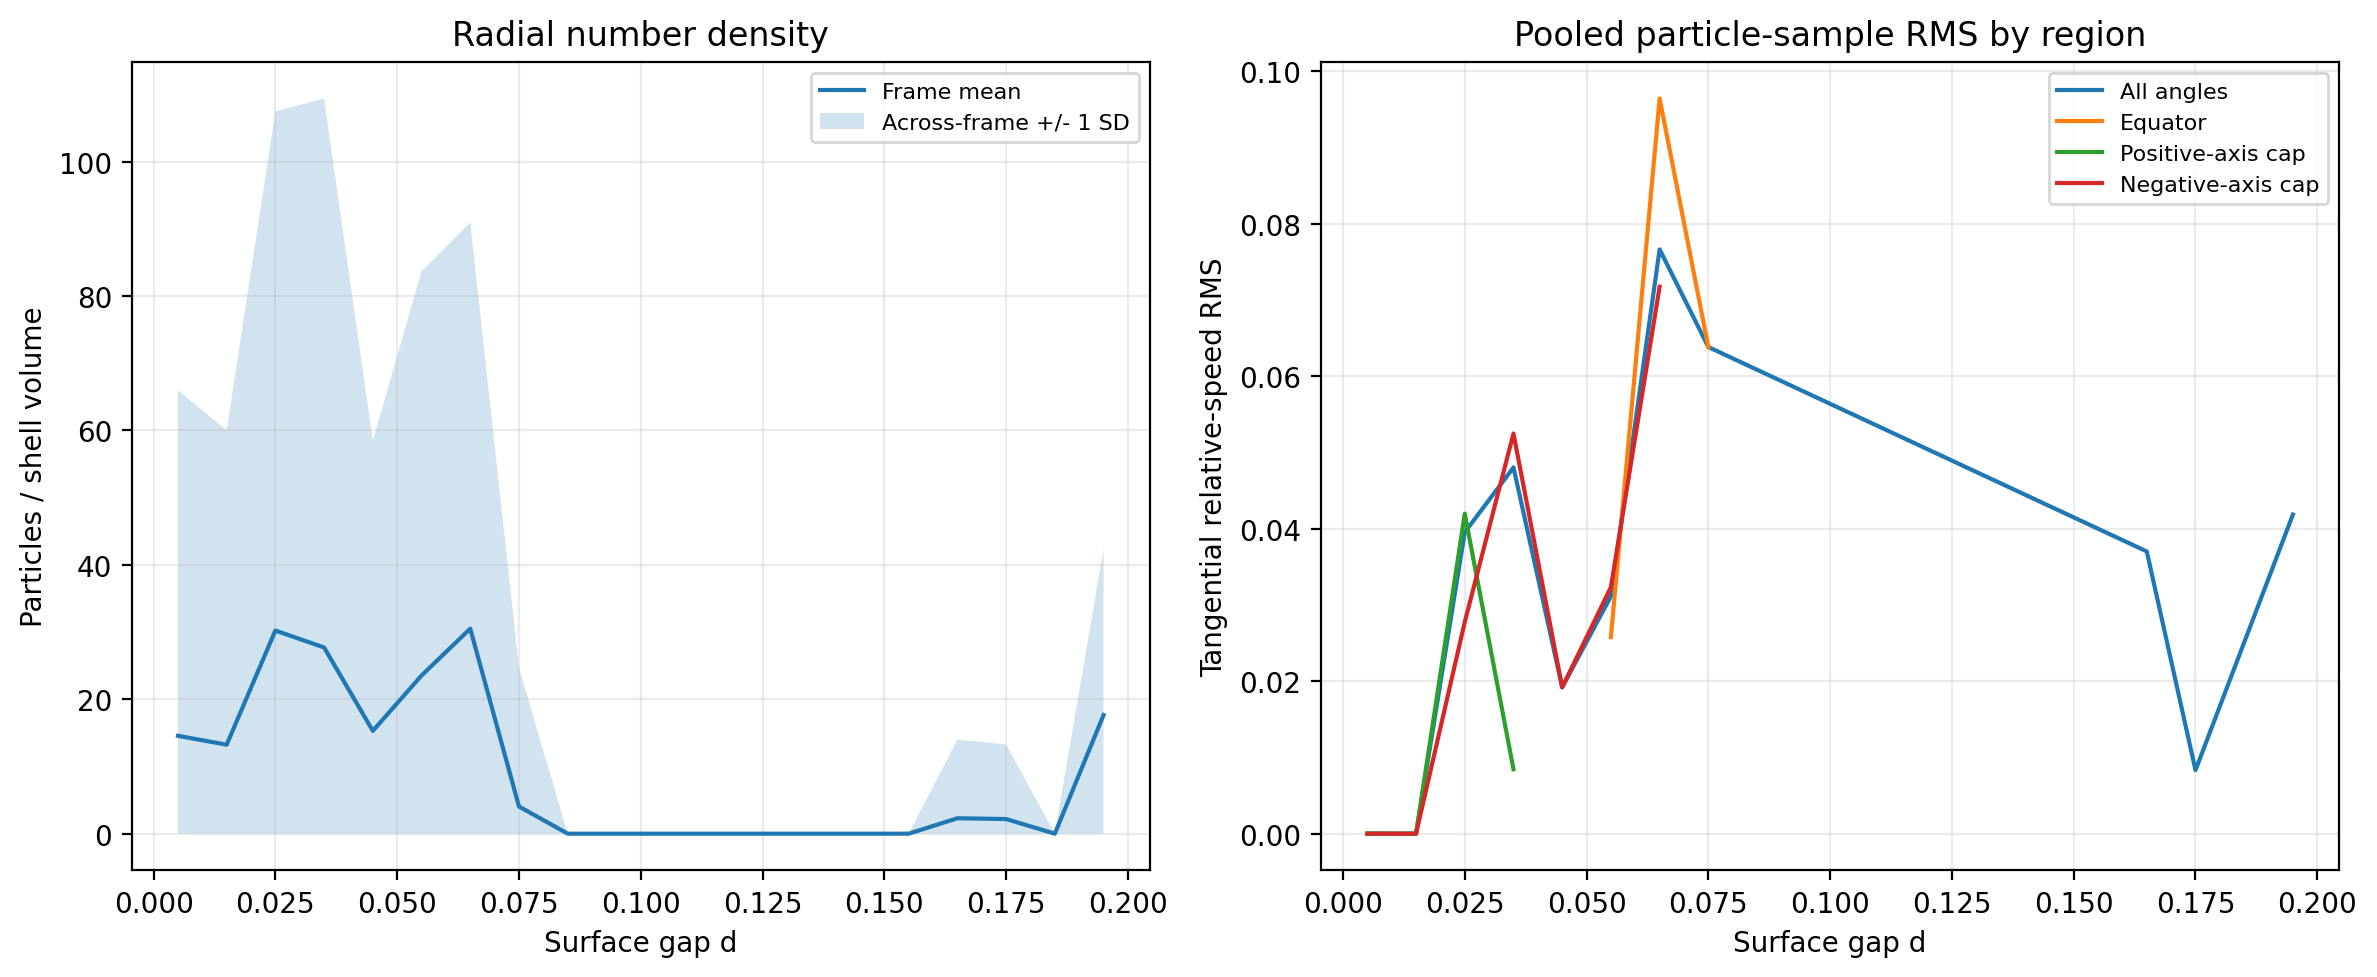 Radial number density
Frame mean
Across-frame +/- 1 SD
Particles / shell volume
100
80
60
40
20
0
0.000 0.025 0.050 0.075 0.100 0.125 0.150 0.175 0.200
Surface gap d
Pooled particle-sample RMS by region
All angles
Equator
Positive-axis cap
Negative-axis cap
Tangential relative-speed RMS
0.10
0.08
0.06
0.04
0.02
0.00
0.000 0.025 0.050 0.075 0.100 0.125 0.150 0.175 0.200
Surface gap d